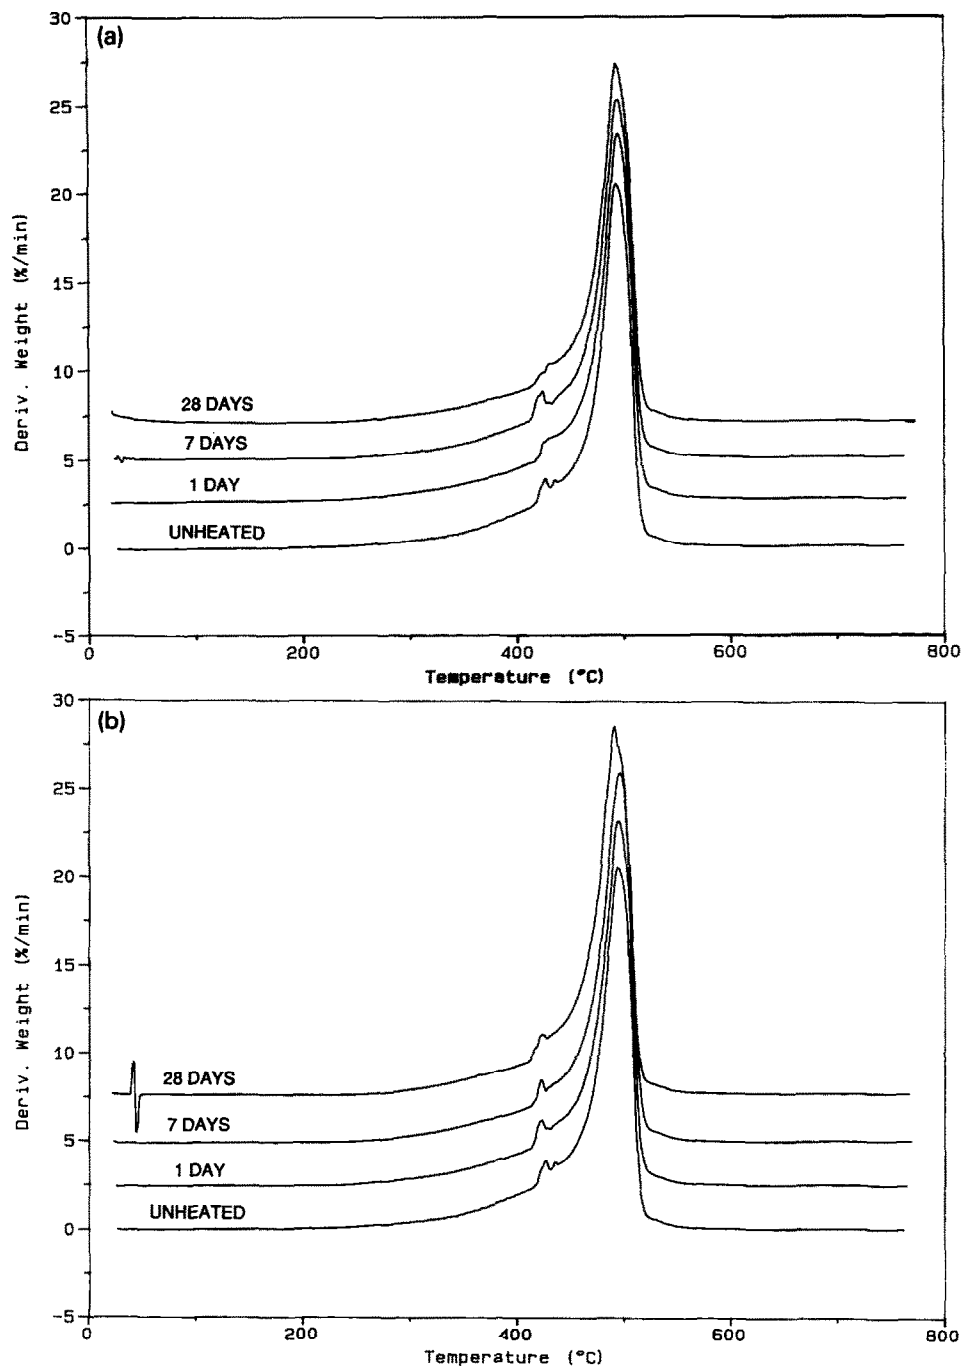 (a)
30
25
20
15
10
5
0
-5
Deriv. Weight (%/min)
28 DAYS
7 DAYS
1 DAY
UNHEATED
0 200 400 600 800
Temperature (°C)
(b)
30
25
20
15
10
5
0
-5
Deriv. Weight (%/min)
28 DAYS
7 DAYS
1 DAY
UNHEATED
0 200 400 600 800
Temperature (°C)